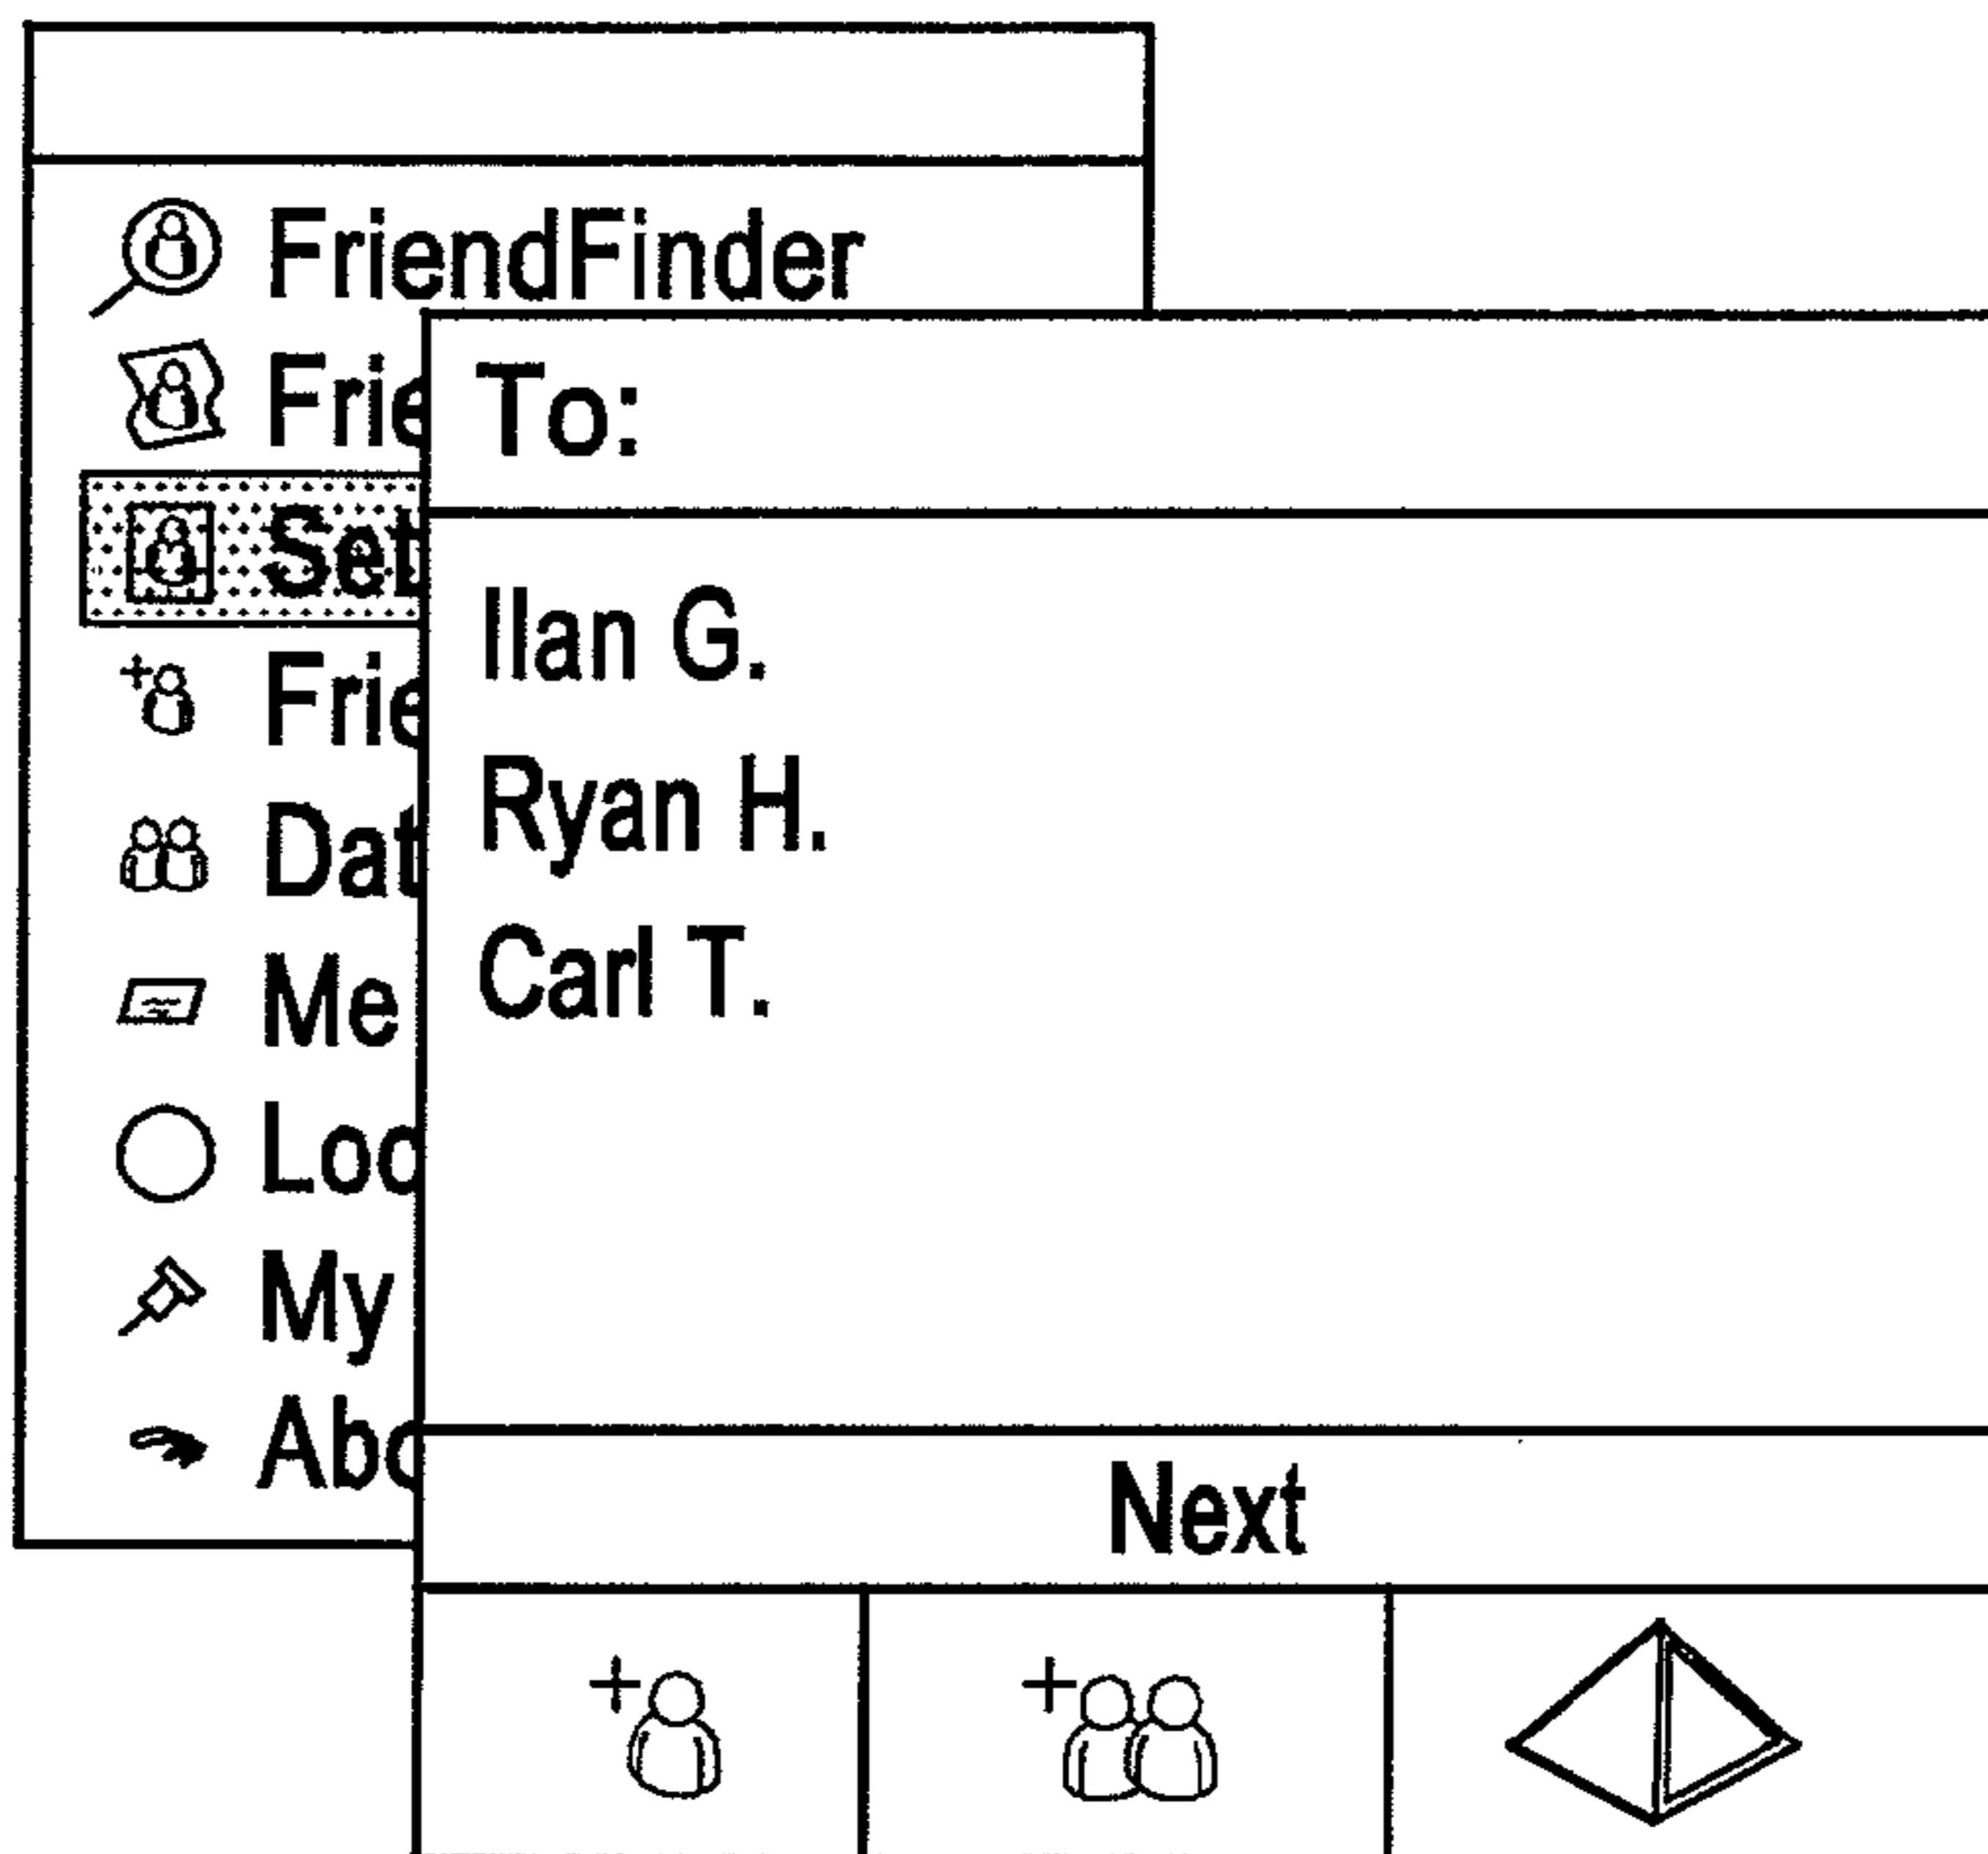 FriendFinder
Frie
Set
Frie
Dat
Me
Loc
My
Abo
To:
Ilan G.
Ryan H.
Carl T.
Next